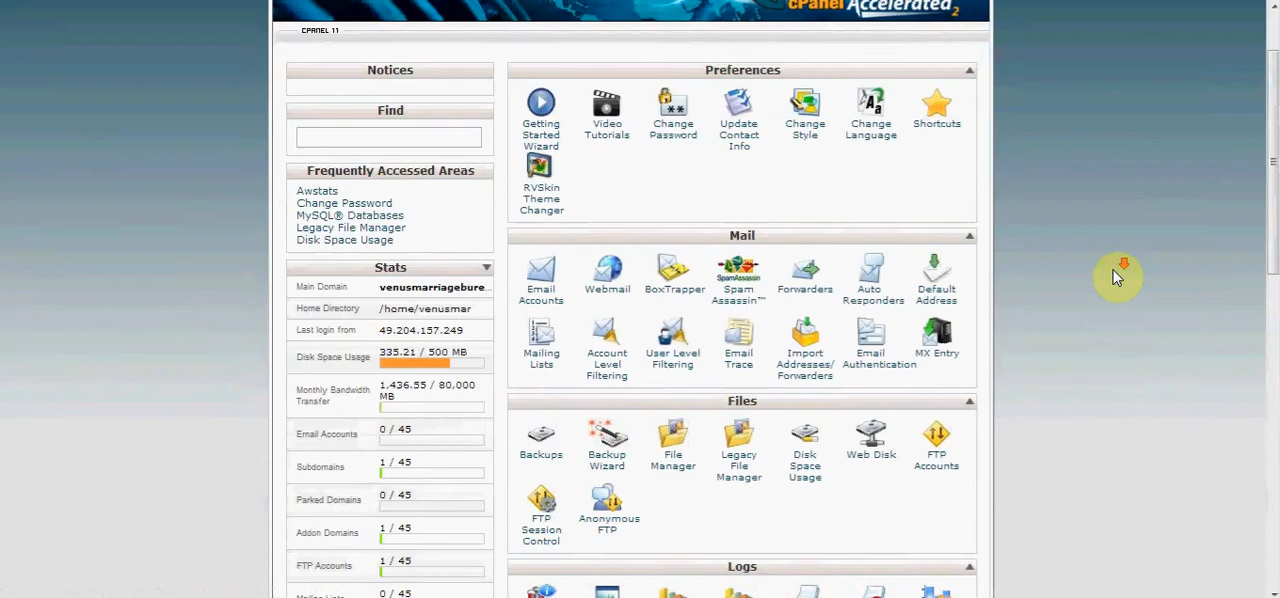 cPanel Accelerated2
CPANEL 11
Notices
Find
Frequently Accessed Areas
Awstats
Change Password
MySQL® Databases
Legacy File Manager
Disk Space Usage
Stats
Main Domain venusmarriagebure...
Home Directory /home/venusmar
Last login from 49.204.157.249
Disk Space Usage 335.21 / 500 MB
Monthly Bandwidth Transfer 1,436.55 / 80,000 MB
Email Accounts 0 / 45
Subdomains 1 / 45
Parked Domains 0 / 45
Addon Domains 1 / 45
FTP Accounts 1 / 45
0 / 45
Preferences
Getting Started Wizard
Video Tutorials
Change Password
Update Contact Info
Change Style
Change Language
Shortcuts
RVSkin Theme Changer
Mail
Email Accounts
Webmail
BoxTrapper
Spam Assassin™
Forwarders
Auto Responders
Default Address
Mailing Lists
Account Level Filtering
User Level Filtering
Email Trace
Import Addresses/ Forwarders
Email Authentication
MX Entry
Files
Backups
Backup Wizard
File Manager
Legacy File Manager
Disk Space Usage
Web Disk
FTP Accounts
FTP Session Control
Anonymous FTP
Logs